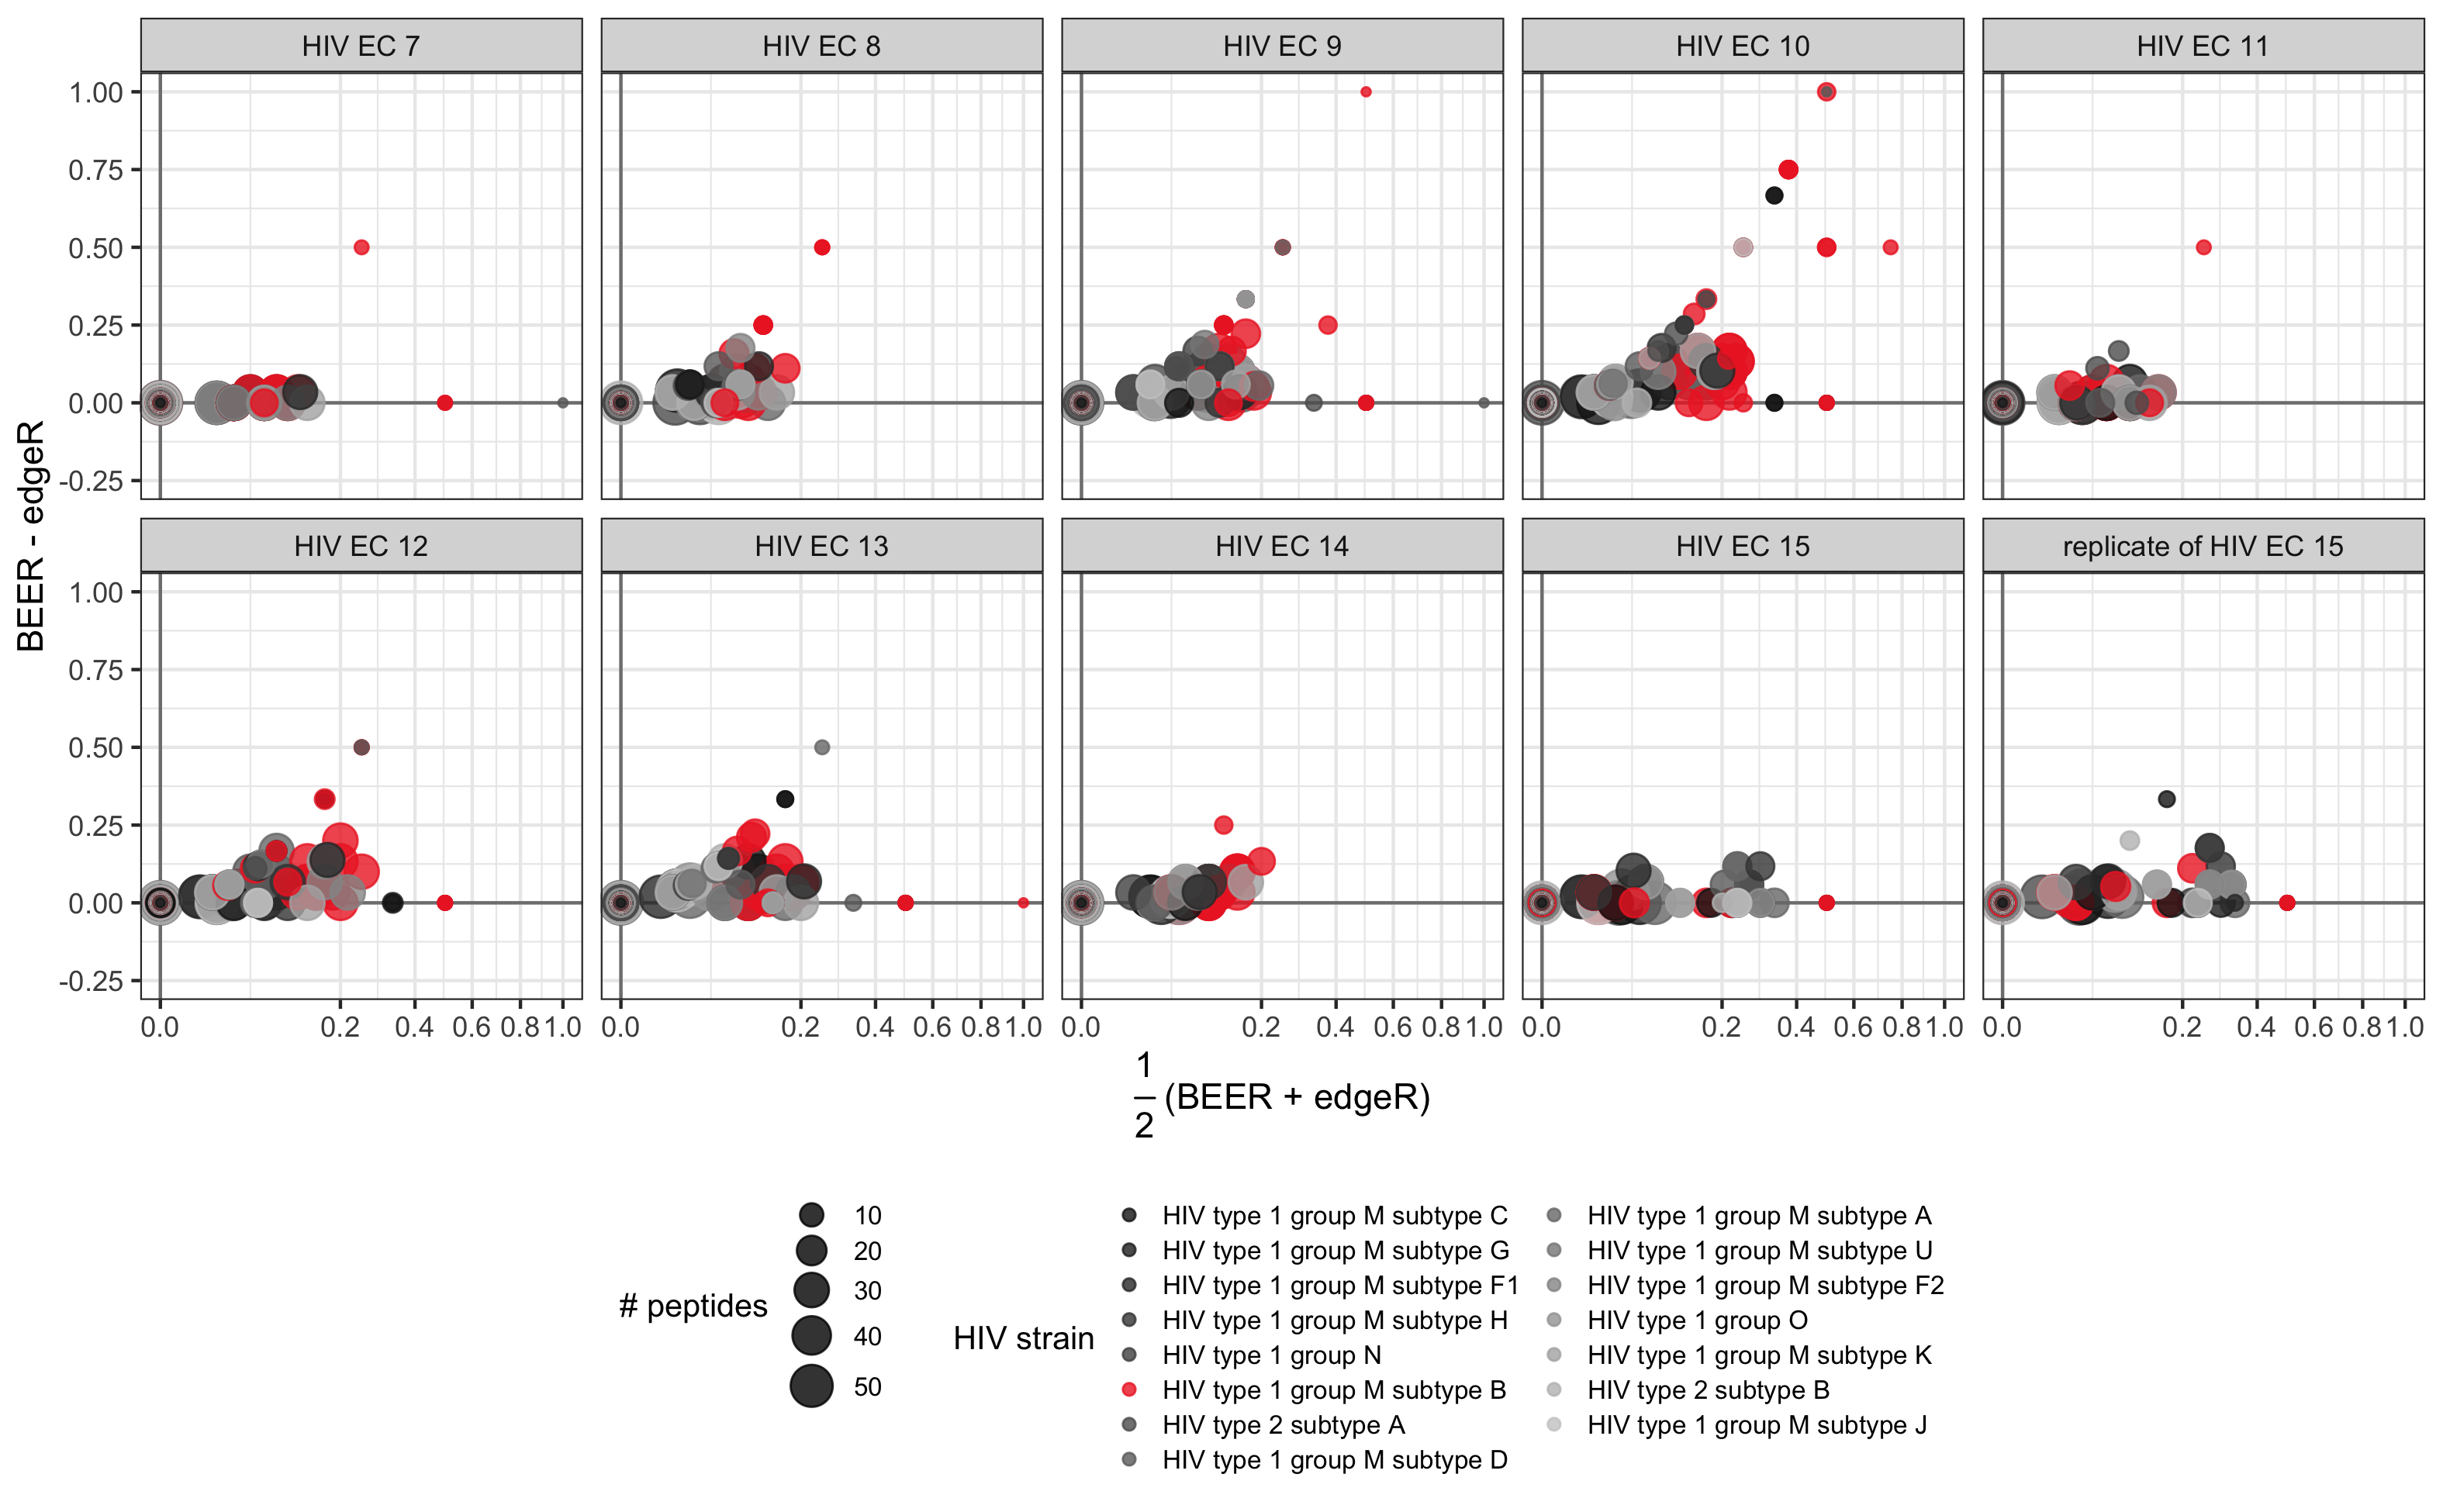 HIV EC 7 HIV EC 8 HIV EC 9 HIV EC 10 HIV EC 11
1.00
0.75
0.50
0.25
0.00
-0.25
HIV EC 12 HIV EC 13 HIV EC 14 HIV EC 15 replicate of HIV EC 15
1.00
0.75
0.50
0.25
0.00
-0.25
BEER - edgeR
0.0 0.2 0.4 0.6 0.8 1.0 0.0 0.2 0.4 0.6 0.8 1.0 0.0 0.2 0.4 0.6 0.8 1.0 0.0 0.2 0.4 0.6 0.8 1.0 0.0 0.2 0.4 0.6 0.8 1.0
1
2
(BEER + edgeR)
# peptides
10
20
30
40
50
HIV strain
HIV type 1 group M subtype C
HIV type 1 group M subtype G
HIV type 1 group M subtype F1
HIV type 1 group M subtype H
HIV type 1 group N
HIV type 1 group M subtype B
HIV type 2 subtype A
HIV type 1 group M subtype D
HIV type 1 group M subtype A
HIV type 1 group M subtype U
HIV type 1 group M subtype F2
HIV type 1 group O
HIV type 1 group M subtype K
HIV type 2 subtype B
HIV type 1 group M subtype J